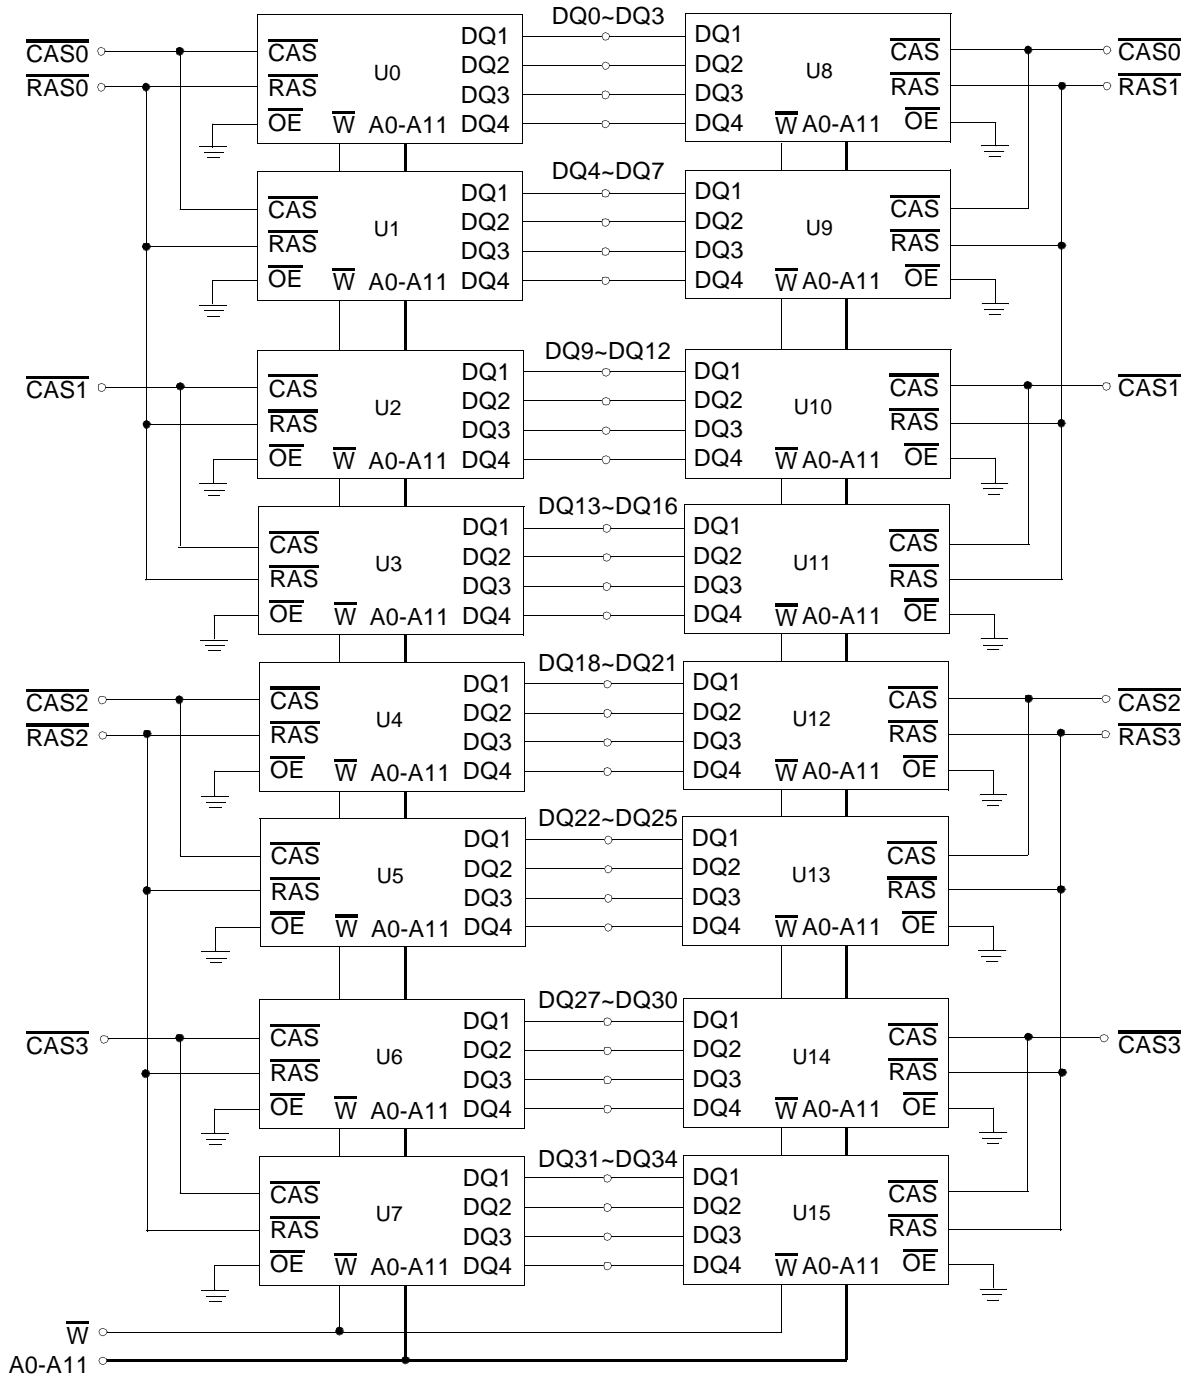 DQ0~DQ3
CAS0
RAS0
CAS
RAS
OE
W
A0-A11
U0
DQ1
DQ2
DQ3
DQ4
DQ1
DQ2
DQ3
DQ4
U8
W
A0-A11
CAS
RAS
OE
CAS0
RAS1
DQ4~DQ7
CAS
RAS
OE
W
A0-A11
U1
DQ1
DQ2
DQ3
DQ4
DQ1
DQ2
DQ3
DQ4
U9
W
A0-A11
CAS
RAS
OE
DQ9~DQ12
CAS1
CAS
RAS
OE
W
A0-A11
U2
DQ1
DQ2
DQ3
DQ4
DQ1
DQ2
DQ3
DQ4
U10
W
A0-A11
CAS
RAS
OE
CAS1
DQ13~DQ16
CAS
RAS
OE
W
A0-A11
U3
DQ1
DQ2
DQ3
DQ4
DQ1
DQ2
DQ3
DQ4
U11
W
A0-A11
CAS
RAS
OE
DQ18~DQ21
CAS2
RAS2
CAS
RAS
OE
W
A0-A11
U4
DQ1
DQ2
DQ3
DQ4
DQ1
DQ2
DQ3
DQ4
U12
W
A0-A11
CAS
RAS
OE
CAS2
RAS3
DQ22~DQ25
CAS
RAS
OE
W
A0-A11
U5
DQ1
DQ2
DQ3
DQ4
DQ1
DQ2
DQ3
DQ4
U13
W
A0-A11
CAS
RAS
OE
DQ27~DQ30
CAS3
CAS
RAS
OE
W
A0-A11
U6
DQ1
DQ2
DQ3
DQ4
DQ1
DQ2
DQ3
DQ4
U14
W
A0-A11
CAS
RAS
OE
CAS3
DQ31~DQ34
CAS
RAS
OE
W
A0-A11
U7
DQ1
DQ2
DQ3
DQ4
DQ1
DQ2
DQ3
DQ4
U15
W
A0-A11
CAS
RAS
OE
W
A0-A11